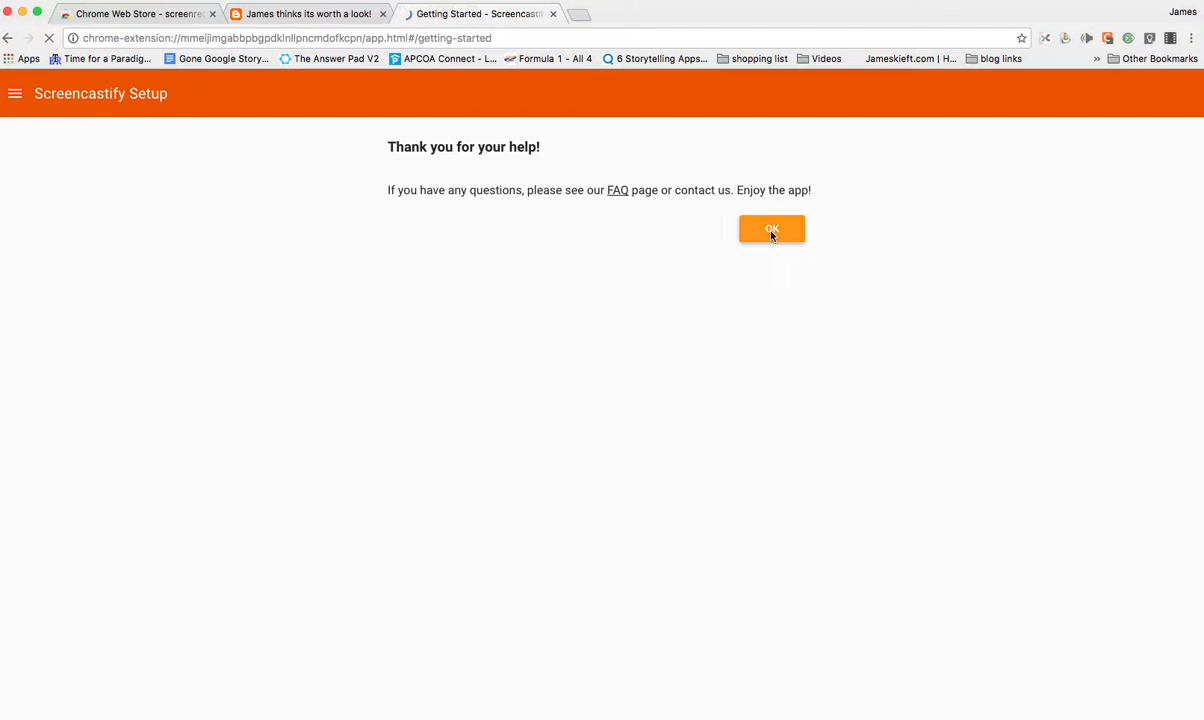 Chrome Web Store - screenrec
James thinks its worth a look!
Getting Started - Screencastif
James
chrome-extension://mmeijimgabbpbgpdklnllpncmdofkcpn/app.html#/getting-started
Apps
Time for a Paradig...
Gone Google Story...
The Answer Pad V2
APCOA Connect - L...
Formula 1 - All 4
6 Storytelling Apps...
shopping list
Videos
Jameskieft.com | H...
blog links
»
Other Bookmarks
Screencastify Setup
Thank you for your help!
If you have any questions, please see our FAQ page or contact us. Enjoy the app!
OK